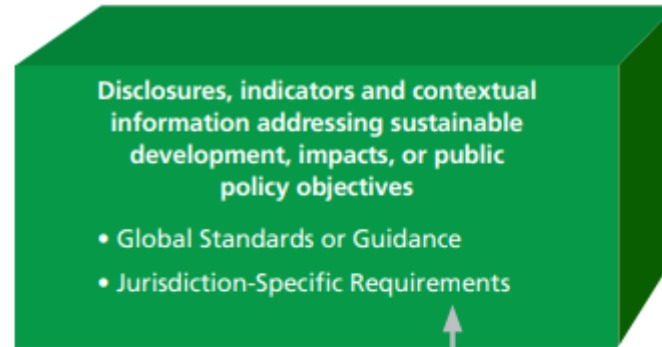 Disclosures, indicators and contextual
information addressing sustainable
development, impacts, or public
policy objectives
• Global Standards or Guidance
• Jurisdiction-Specific Requirements